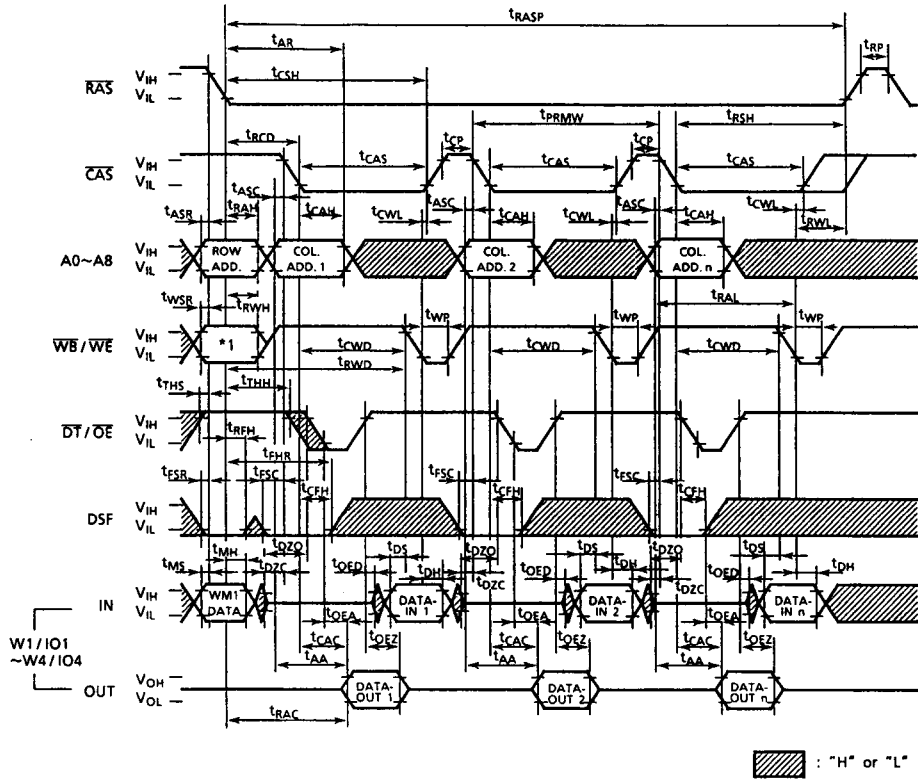 tRASP
tAR
tRP
tCSH
RAS VIH
VIL
tPRMW tRSH
tRCD tCP tCP
tCAS tCAS tCAS
CAS VIH
VIL
tASC tASC tASC
tASR tRAH tCAH tCWL tCAH tCWL tCAH tCWL
tRWL
A0~A8 VIH
VIL
ROW ADD. COL. ADD. 1 COL. ADD. 2 COL. ADD. n
tWSR tRWH tRAL
tWP tWP tWP
WB / WE VIH
VIL
*1 tCWD tCWD tCWD
tRWD
tTHS tTHH
DT / OE VIH
VIL
tRFH
tFHR
tFSR tFSC tFSC tFSC
tCFH tCFH tCFH
DSF VIH
VIL
tMH tDZO tDS tDZO tDS tDZO tDS
tMS tDZC tOED tDH tDZC tOED tDH tDZC tOED tDH
IN VIH
VIL
WM1 DATA DATA-IN 1 DATA-IN 2 DATA-IN n
tOEA tOEA tOEA
W1 / IO1
~W4 / IO4
tCAC tOEZ tCAC tOEZ tCAC tOEZ
tAA tAA tAA
OUT VOH
VOL
DATA-OUT 1 DATA-OUT 2 DATA-OUT n
tRAC
: "H" or "L"